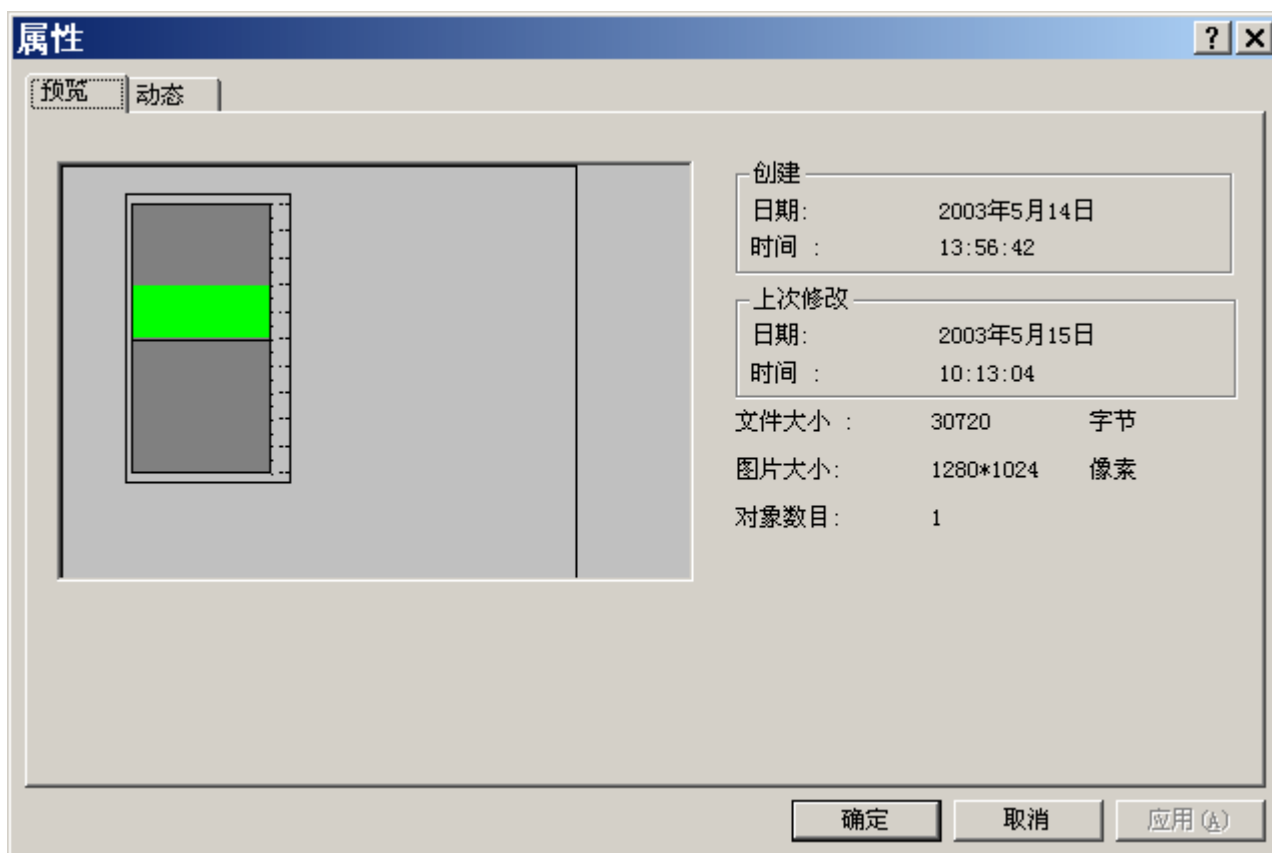 属性
预览 动态
创建
日期: 2003年5月14日
时间 : 13:56:42
上次修改
日期: 2003年5月15日
时间 : 10:13:04
文件大小 : 30720 字节
图片大小: 1280*1024 像素
对象数目: 1
确定 取消 应用(A)